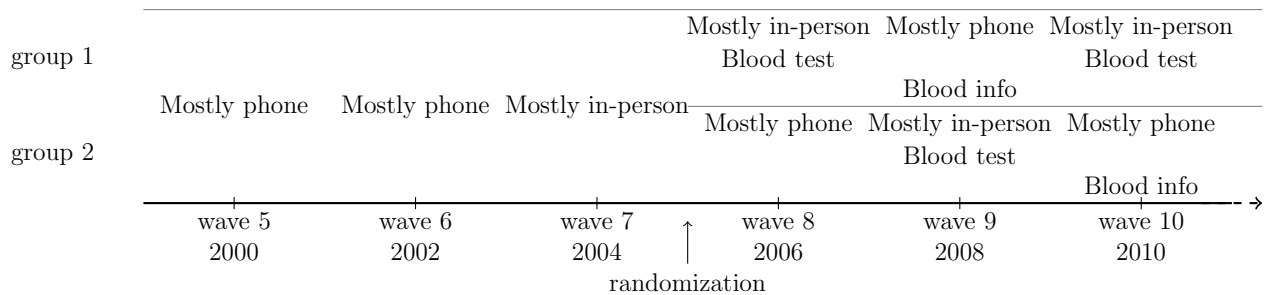 Mostly in-person Mostly phone Mostly in-person
group 1 Blood test Blood test
Blood info
Mostly phone Mostly phone Mostly in-person
Mostly phone Mostly in-person Mostly phone
group 2 Blood test
Blood info
wave 5 wave 6 wave 7 wave 8 wave 9 wave 10
2000 2002 2004 2006 2008 2010
randomization